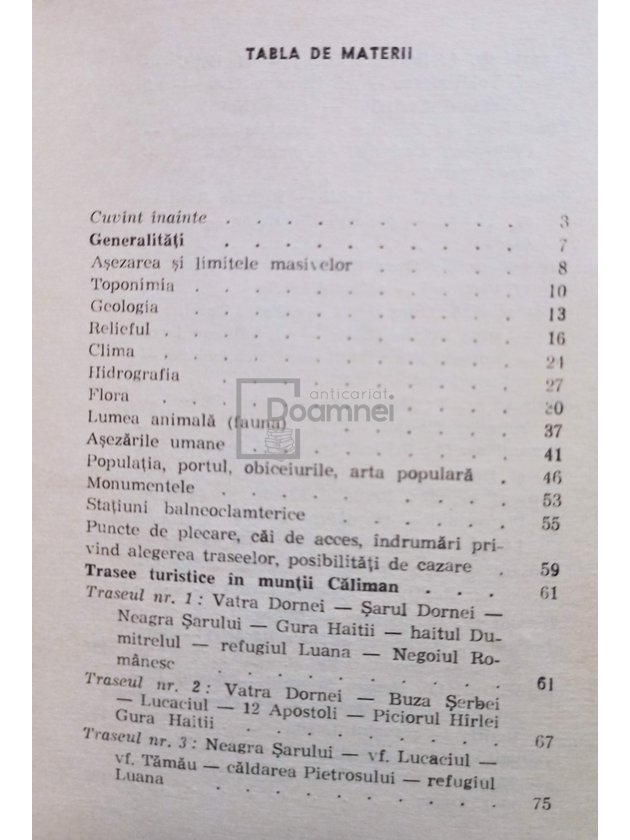 TABLA DE MATERII
Cuvînt înainte . . . . . . . . . . 3
Generalități . . . . . . . . . . 7
Așezarea și limitele masivelor . . . . . 8
Toponimia . . . . . . . . . . . 10
Geologia . . . . . . . . . . . 13
Relieful . . . . . . . . . . . . 16
Clima . . . . . . . . . . . . 24
Hidrografia . . . . . . . . . . 27
Flora . . . . . . . . . . . . 30
Lumea animală (fauna) . . . . . . . 37
Așezările umane . . . . . . . . . 41
Populația, portul, obiceiurile, arta populară . 46
Monumentele . . . . . . . . . . 53
Stațiuni balneoclamterice . . . . . . 55
Puncte de plecare, căi de acces, îndrumări pri-
vind alegerea traseelor, posibilități de cazare . 59
Trasee turistice în munții Căliman . . . 61
Traseul nr. 1 : Vatra Dornei — Șarul Dornei —
Neagra Șarului — Gura Haitii — haitul Du-
mitrelul — refugiul Luana — Negoiul Ro-
mânesc . . . . . . . . . 61
Traseul nr. 2 : Vatra Dornei — Buza Șerbei
— Lucaciul — 12 Apostoli — Piciorul Hîrlei
Gura Haitii . . . . . . . . . 67
Traseul nr. 3 : Neagra Șarului — vf. Lucaciul —
vf. Tămău — căldarea Pietrosului — refugiul
Luana . . . . . . . . . . 75
anticariat
Doamnei